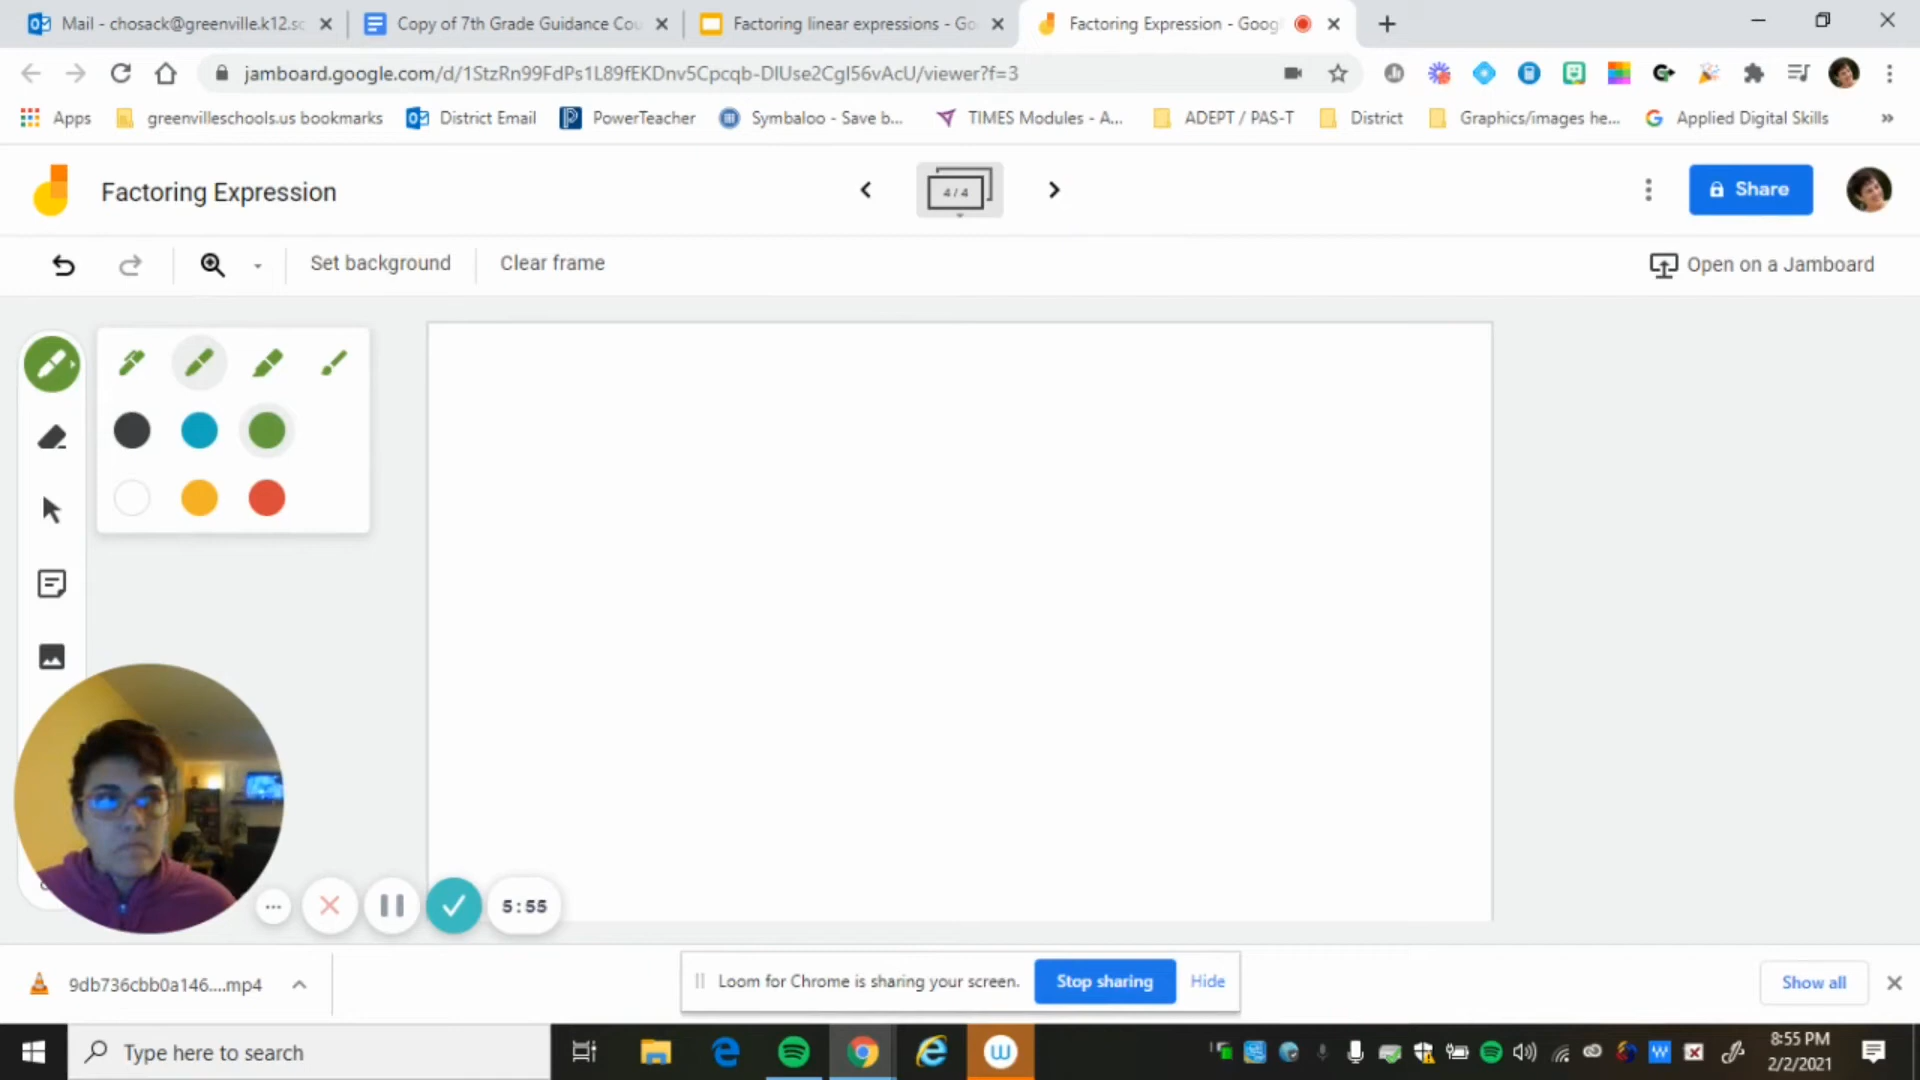 Mail - chosack@greenville.k12.sc
Copy of 7th Grade Guidance Cou
Factoring linear expressions - Go
Factoring Expression - Goog
jamboard.google.com/d/1StzRn99FdPs1L89fEKDnv5Cpcqb-DlUse2CgI56vAcU/viewer?f=3
Apps
greenvilleschools.us bookmarks
District Email
PowerTeacher
Symbaloo - Save b...
TIMES Modules - A...
ADEPT / PAS-T
District
Graphics/images he...
Applied Digital Skills
»
Factoring Expression
4 / 4
Share
Set background
Clear frame
Open on a Jamboard
5:55
9db736cbb0a146....mp4
Loom for Chrome is sharing your screen.
Stop sharing
Hide
Show all
Type here to search
8:55 PM
2/2/2021